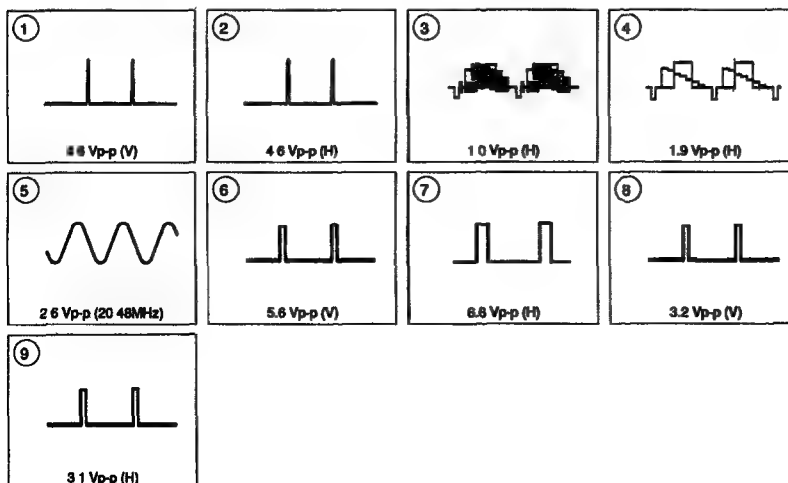 1
2
3
4
Vp-p (V)
4 6 Vp-p (H)
1 0 Vp-p (H)
1.9 Vp-p (H)
5
6
7
8
2 6 Vp-p (20 48MHz)
5.6 Vp-p (V)
Vp-p (H)
3.2 Vp-p (V)
9
3 1 Vp-p (H)